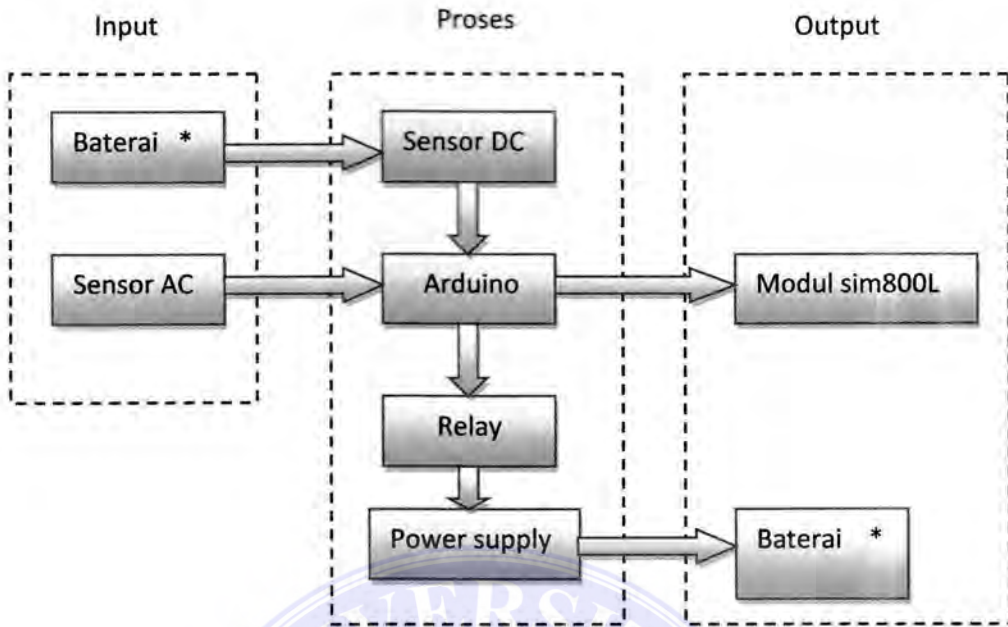 Input
Proses
Output
Baterai *
Sensor DC
Sensor AC
Arduino
Modul sim800L
Relay
Power supply
Baterai *